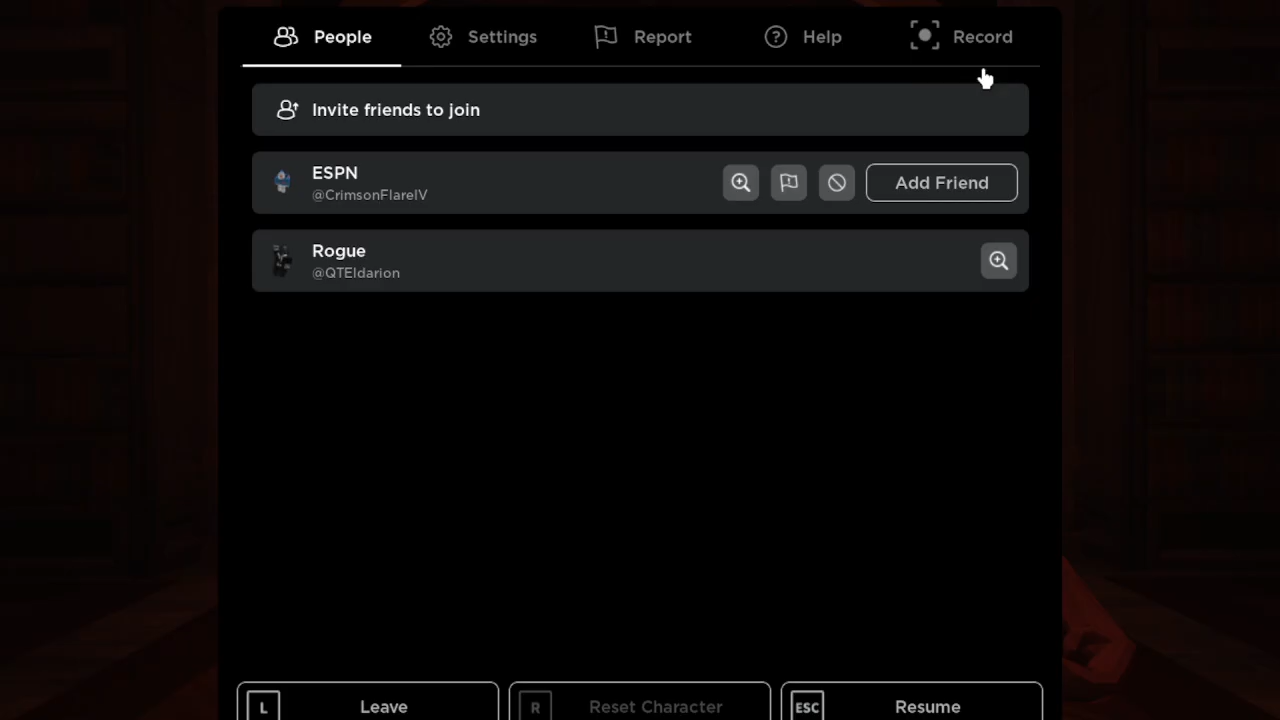 People
Settings
Report
Help
Record
Invite friends to join
ESPN
@CrimsonFlareIV
Add Friend
Rogue
@QTEldarion
L
Leave
R
Reset Character
ESC
Resume